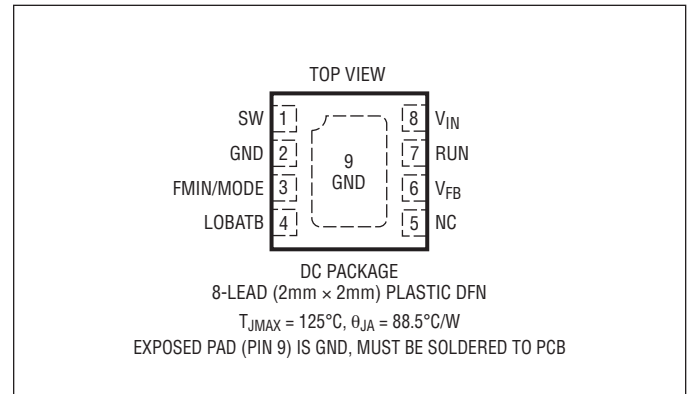 TOP VIEW
SW 1 8 VIN
GND 2 9 7 RUN
FMIN/MODE 3 GND 6 VFB
LOBATB 4 5 NC
DC PACKAGE
8-LEAD (2mm × 2mm) PLASTIC DFN
TJMAX = 125°C, θJA = 88.5°C/W
EXPOSED PAD (PIN 9) IS GND, MUST BE SOLDERED TO PCB